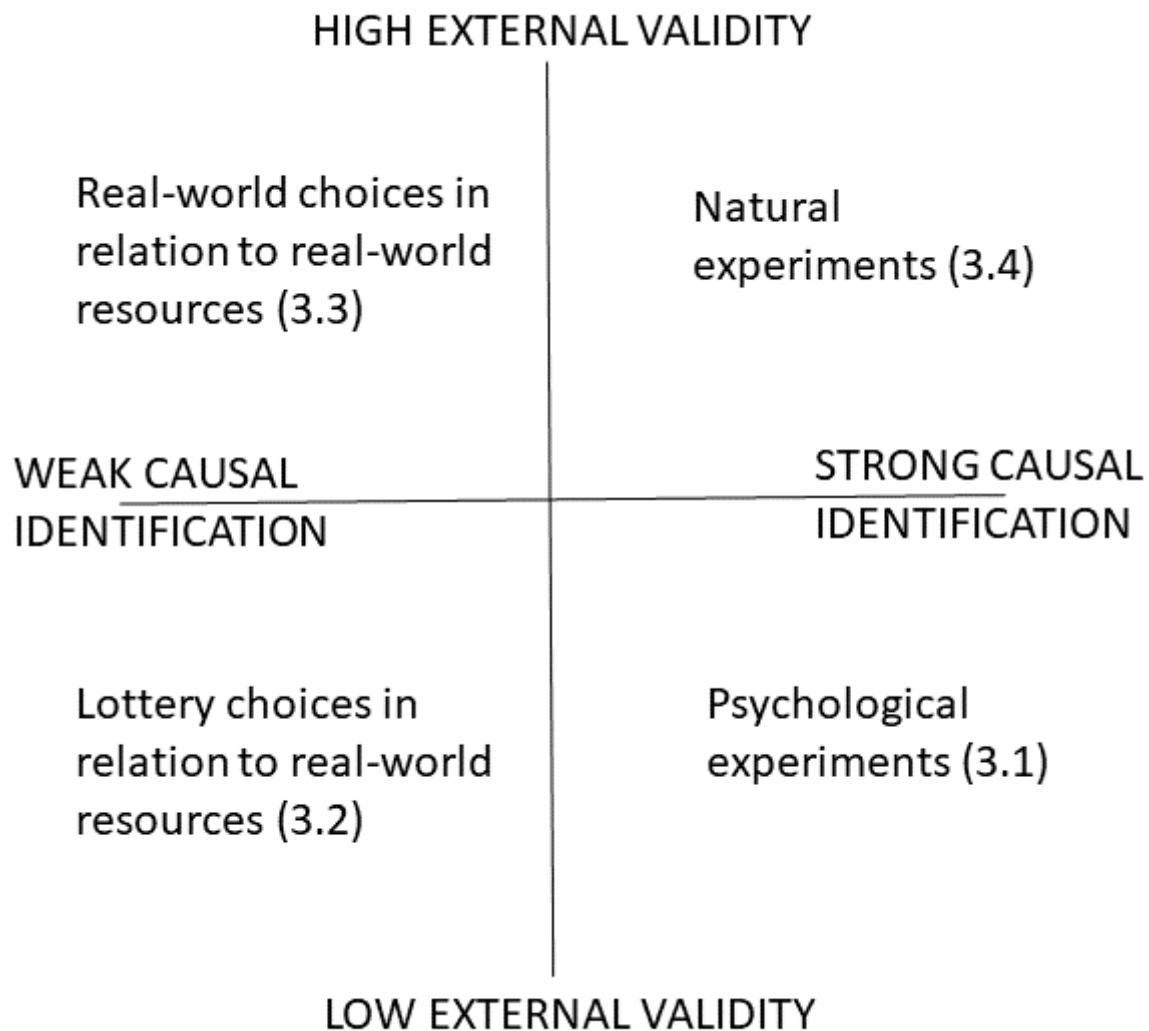 HIGH EXTERNAL VALIDITY
Real-world choices in
relation to real-world
resources (3.3)
Natural
experiments (3.4)
WEAK CAUSAL
IDENTIFICATION
STRONG CAUSAL
IDENTIFICATION
Lottery choices in
relation to real-world
resources (3.2)
Psychological
experiments (3.1)
LOW EXTERNAL VALIDITY